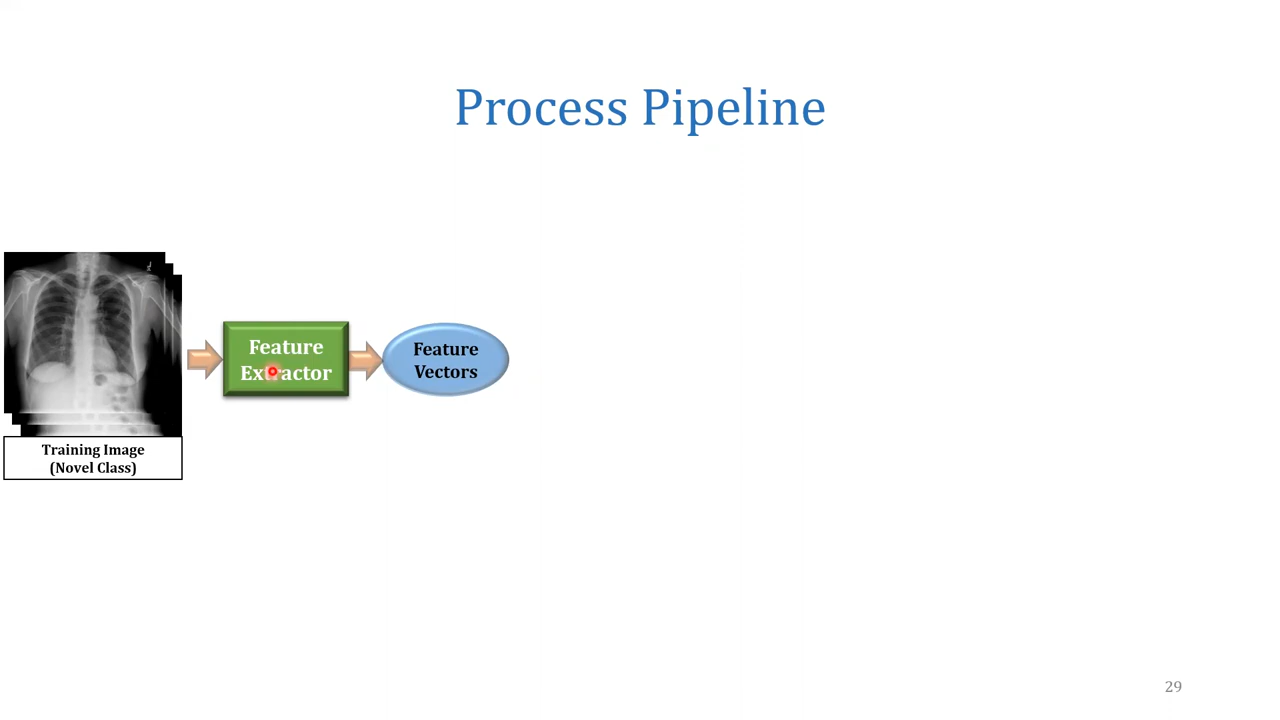 Process Pipeline
Feature
Extractor
Feature
Vectors
Training Image
(Novel Class)
29